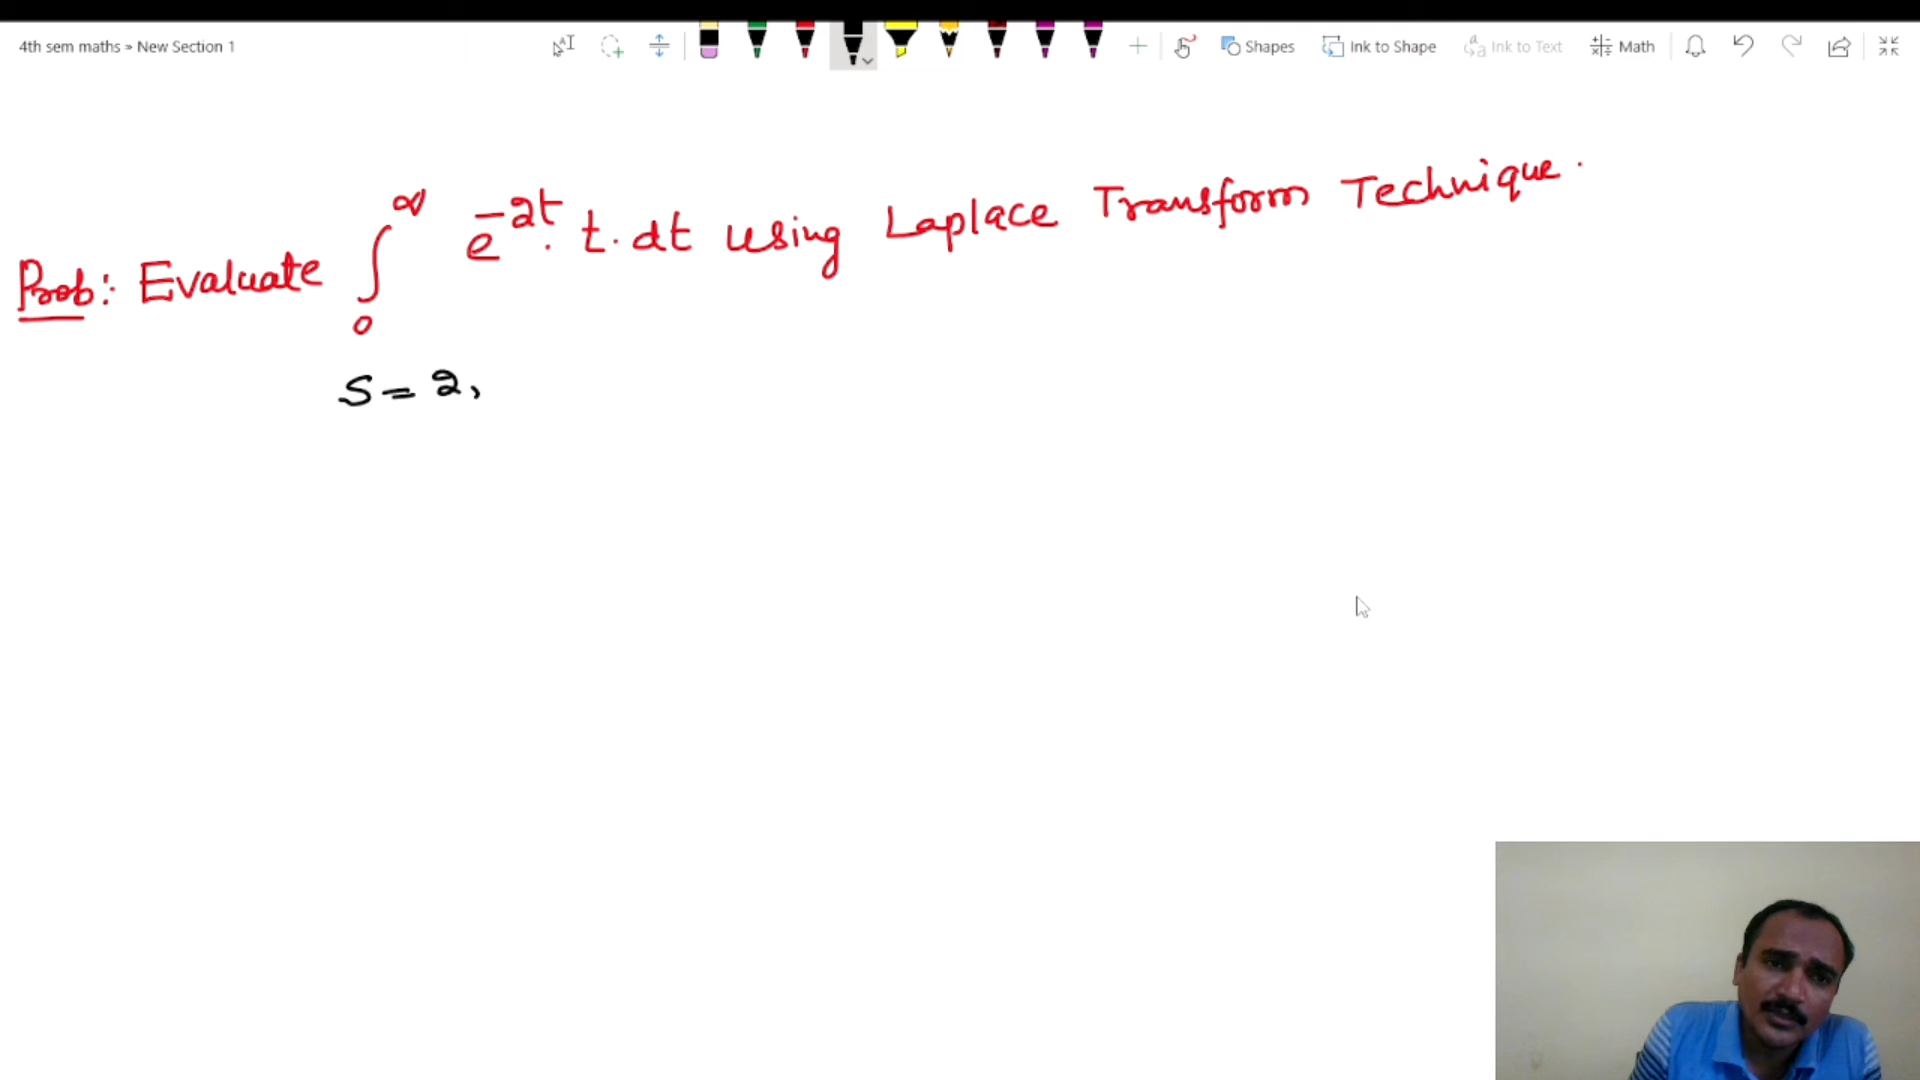 4th sem maths » New Section 1
Shapes
Ink to Shape
Ink to Text
Math
Prob: Evaluate ∫₀^∞ e^{-2t}. t. dt using Laplace Transform Technique.
S = 2,